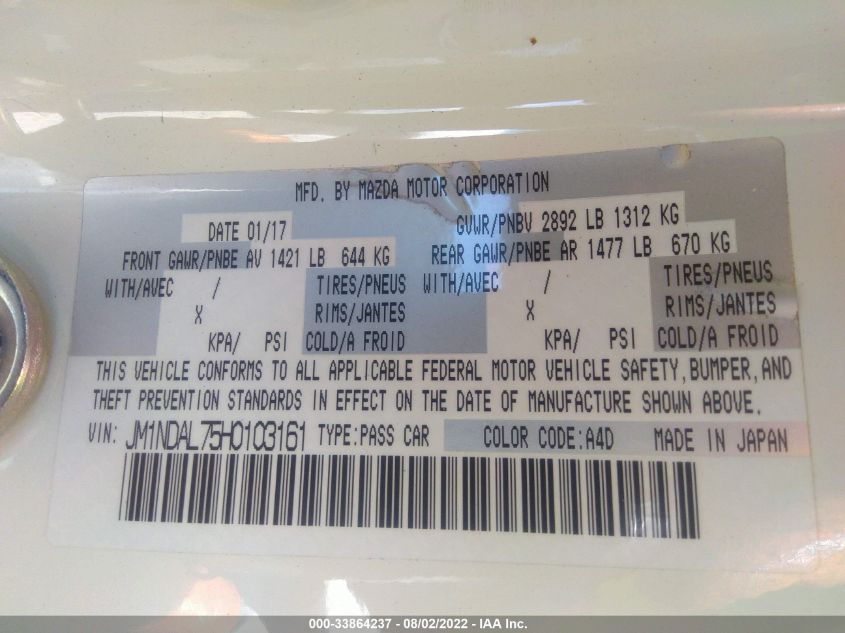 MFD. BY MAZDA MOTOR CORPORATION
DATE 01/17 GVWR/PNBV 2892 LB 1312 KG
FRONT GAWR/PNBE AV 1421 LB 644 KG REAR GAWR/PNBE AR 1477 LB 670 KG
WITH/AVEC / TIRES/PNEUS WITH/AVEC / TIRES/PNEUS
X RIMS/JANTES X RIMS/JANTES
KPA/ PSI COLD/A FROID KPA/ PSI COLD/A FROID
THIS VEHICLE CONFORMS TO ALL APPLICABLE FEDERAL MOTOR VEHICLE SAFETY, BUMPER, AND
THEFT PREVENTION STANDARDS IN EFFECT ON THE DATE OF MANUFACTURE SHOWN ABOVE.
VIN: JM1NDAL75H0103161 TYPE:PASS CAR COLOR CODE:A4D MADE IN JAPAN
000-33864237 - 08/02/2022 - IAA Inc.